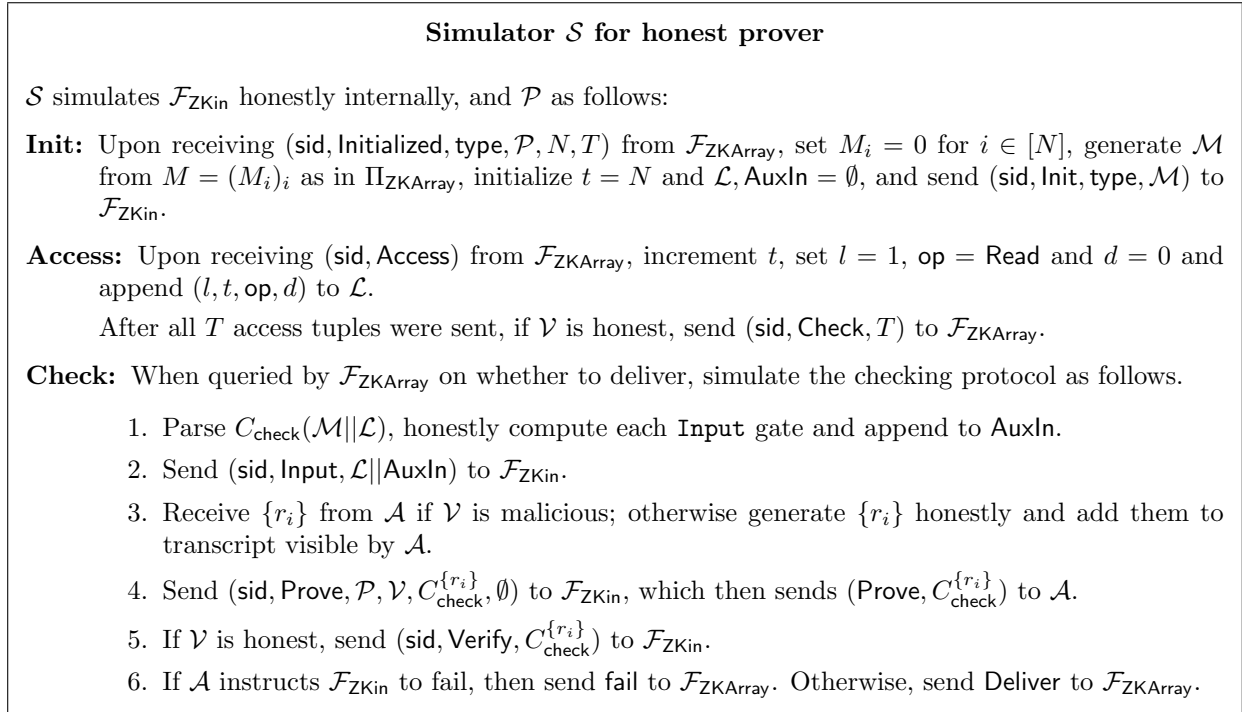 Simulator 𝒮 for honest prover
𝒮 simulates ℱ_ZKin honestly internally, and 𝒫 as follows:
Init: Upon receiving (sid, Initialized, type, 𝒫, N, T) from ℱ_ZKArray, set M_i = 0 for i ∈ [N], generate ℳ
from M = (M_i)_i as in Π_ZKArray, initialize t = N and ℒ, AuxIn = ∅, and send (sid, Init, type, ℳ) to
ℱ_ZKin.
Access: Upon receiving (sid, Access) from ℱ_ZKArray, increment t, set l = 1, op = Read and d = 0 and
append (l, t, op, d) to ℒ.
After all T access tuples were sent, if 𝒱 is honest, send (sid, Check, T) to ℱ_ZKArray.
Check: When queried by ℱ_ZKArray on whether to deliver, simulate the checking protocol as follows.
1. Parse C_check(ℳ||ℒ), honestly compute each Input gate and append to AuxIn.
2. Send (sid, Input, ℒ||AuxIn) to ℱ_ZKin.
3. Receive {r_i} from 𝒜 if 𝒱 is malicious; otherwise generate {r_i} honestly and add them to
transcript visible by 𝒜.
4. Send (sid, Prove, 𝒫, 𝒱, C_check^{r_i}, ∅) to ℱ_ZKin, which then sends (Prove, C_check^{r_i}) to 𝒜.
5. If 𝒱 is honest, send (sid, Verify, C_check^{r_i}) to ℱ_ZKin.
6. If 𝒜 instructs ℱ_ZKin to fail, then send fail to ℱ_ZKArray. Otherwise, send Deliver to ℱ_ZKArray.